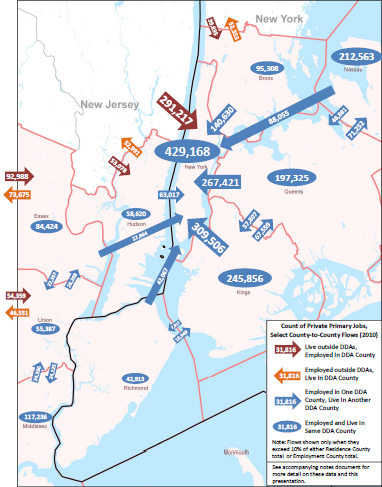 New York
212,563
Nassau
95,308
Bronx
New Jersey
291,217
140,630
88,055
429,168
New York
92,988
73,675
63,017
267,421
197,325
Queens
Essex
84,424
58,620
Hudson
27,064
309,506
245,856
Kings
54,359
46,551
Union
55,387
42,913
Richmond
117,236
Middlesex
Monmouth
Count of Private Primary Jobs,
Select County-to-County Flows (2010)
31,816
Live outside DDAs,
Employed In DDA County
31,816
Employed outside DDAs,
Live In DDA County
31,816
Employed In One DDA
County, Live In Another
DDA County
31,816
Employed and Live In
Same DDA County
Note: Flows shown only when they
exceed 10% of either Residence County
total or Employment County total.
See accompanying notes document for
more detail on these data and this
presentation.